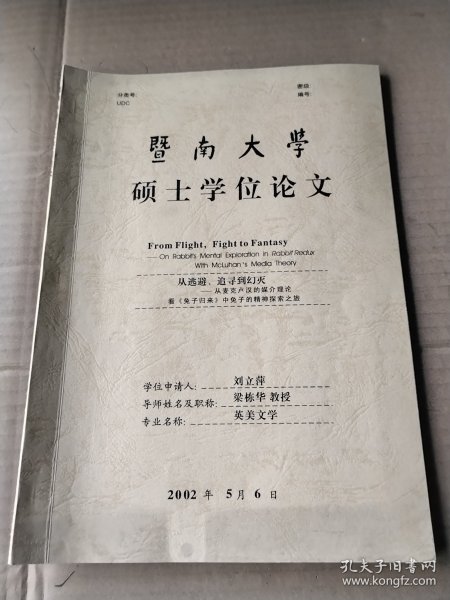 分类号:
密级:
UDC
编号:
暨南大学
硕士学位论文
From Flight, Fight to Fantasy
—— On Rabbit's Mental Exploration in Rabbit Redux
With McLuhan's Media Theory
从逃避、追寻到幻灭
——从麦克卢汉的媒介理论
看《兔子归来》中兔子的精神探索之旅
学位申请人: 刘立萍
导师姓名及职称: 梁栋华 教授
专业名称: 英美文学
2002 年 5 月 6 日
孔夫子旧书网
www.kongfz.com